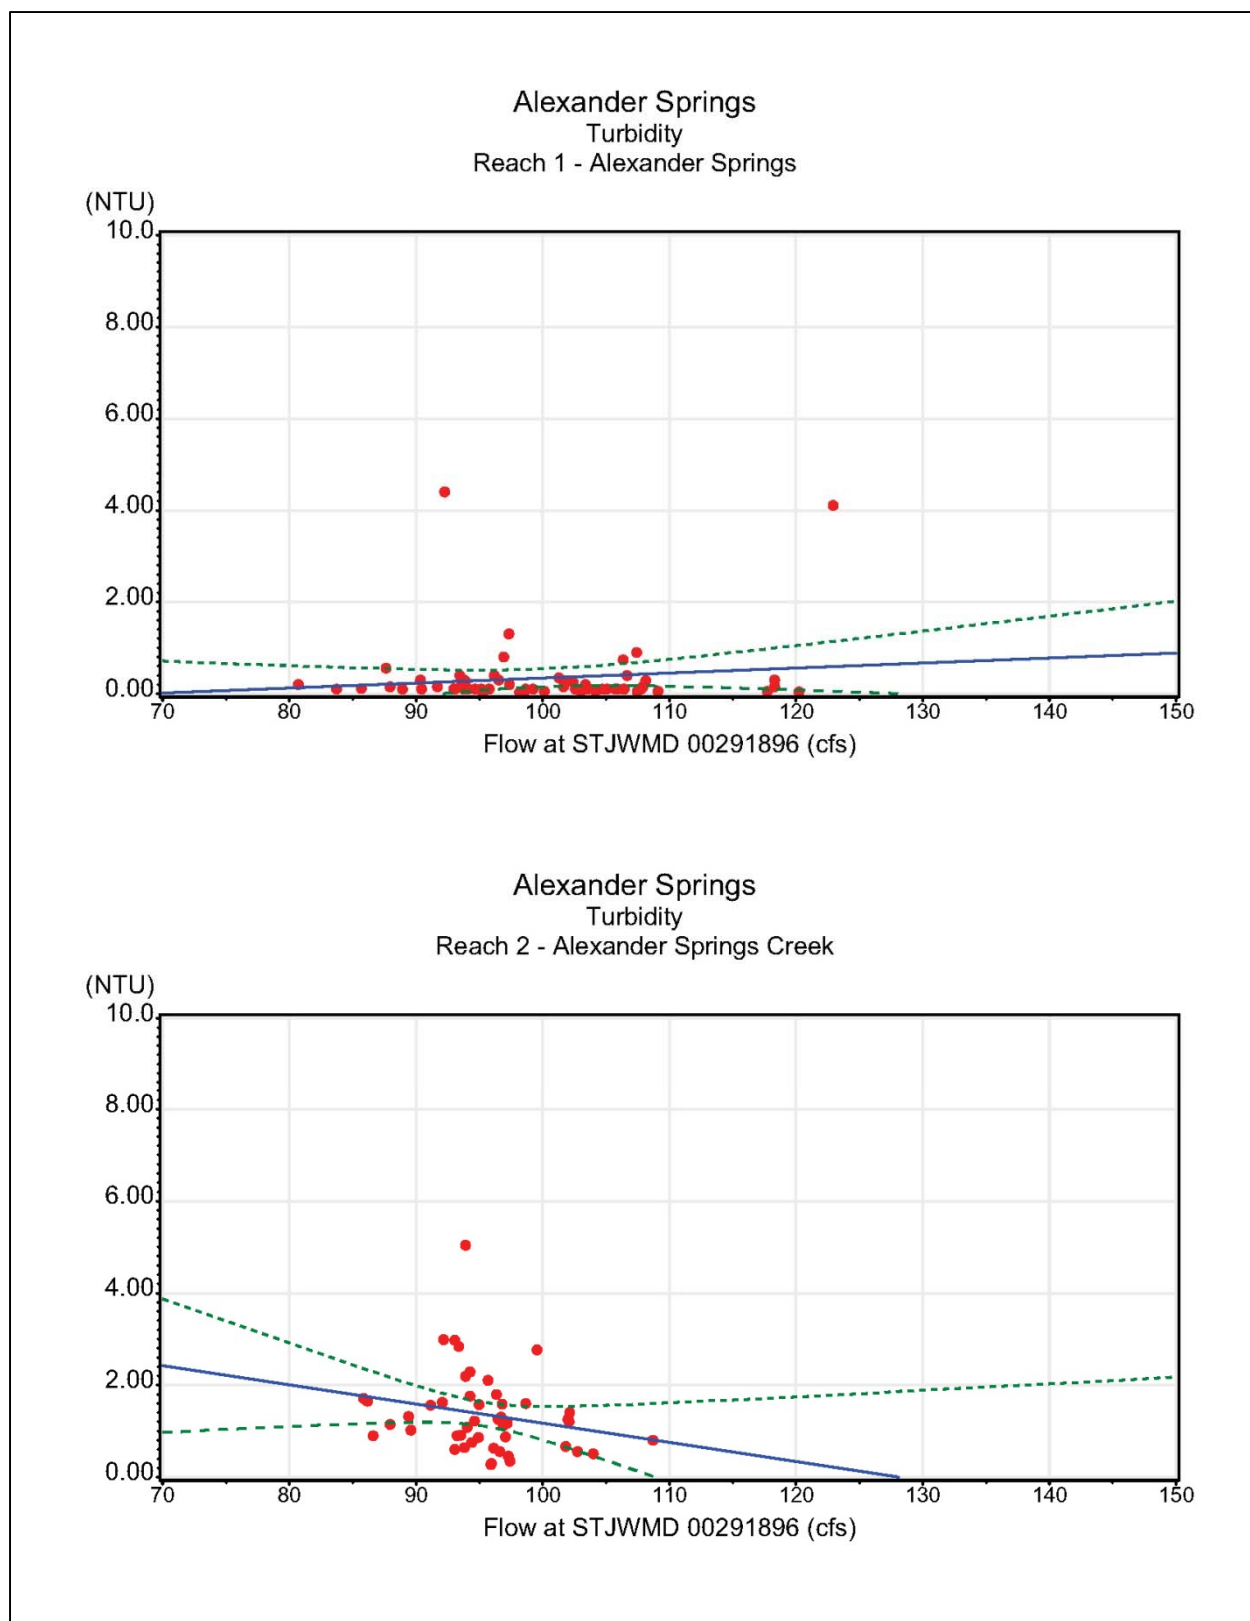 Alexander Springs
Turbidity
Reach 1 - Alexander Springs
(NTU)
10.0
8.00
6.00
4.00
2.00
0.00
70 80 90 100 110 120 130 140 150
Flow at STJWMD 00291896 (cfs)
Alexander Springs
Turbidity
Reach 2 - Alexander Springs Creek
(NTU)
10.0
8.00
6.00
4.00
2.00
0.00
70 80 90 100 110 120 130 140 150
Flow at STJWMD 00291896 (cfs)